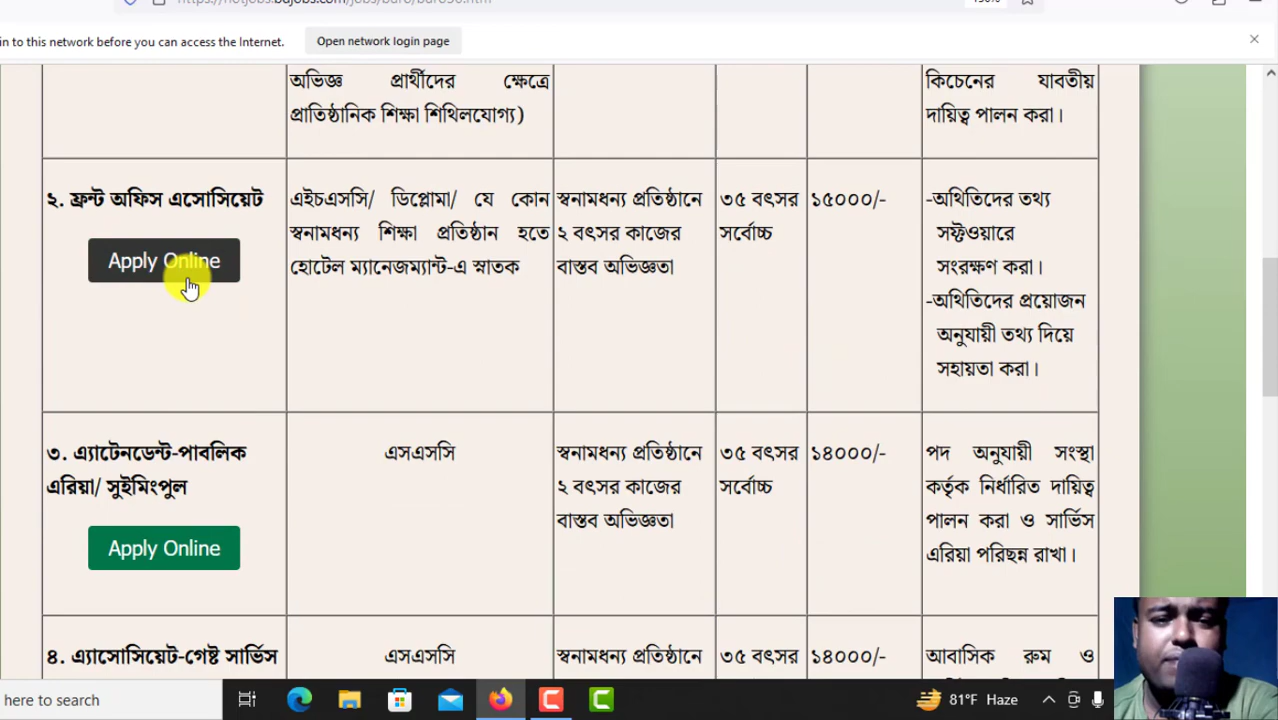 in to this network before you can access the Internet.
Open network login page
অভিজ্ঞ প্রার্থীদের ক্ষেত্রে
প্রাতিষ্ঠানিক শিক্ষা শিথিলযোগ্য)
কিচেনের যাবতীয়
দায়িত্ব পালন করা।
২. ফ্রন্ট অফিস এসোসিয়েট
Apply Online
এইচএসসি/ ডিপ্লোমা/ যে কোন
স্বনামধন্য শিক্ষা প্রতিষ্ঠান হতে
হোটেল ম্যানেজম্যান্ট-এ স্নাতক
স্বনামধন্য প্রতিষ্ঠানে
২ বৎসর কাজের
বাস্তব অভিজ্ঞতা
৩৫ বৎসর
সর্বোচ্চ
১৫০০০/-
-অথিতিদের তথ্য
সফ্টওয়ারে
সংরক্ষণ করা।
-অথিতিদের প্রয়োজন
অনুযায়ী তথ্য দিয়ে
সহায়তা করা।
৩. এ্যাটেনডেন্ট-পাবলিক
এরিয়া/ সুইমিংপুল
Apply Online
এসএসসি
স্বনামধন্য প্রতিষ্ঠানে
২ বৎসর কাজের
বাস্তব অভিজ্ঞতা
৩৫ বৎসর
সর্বোচ্চ
১৪০০০/-
পদ অনুযায়ী সংস্থা
কর্তৃক নির্ধারিত দায়িত্ব
পালন করা ও সার্ভিস
এরিয়া পরিছন্ন রাখা।
৪. এ্যাসোসিয়েট-গেষ্ট সার্ভিস
এসএসসি
স্বনামধন্য প্রতিষ্ঠানে
৩৫ বৎসর
১৪০০০/-
আবাসিক রুম ও
here to search
81°F Haze